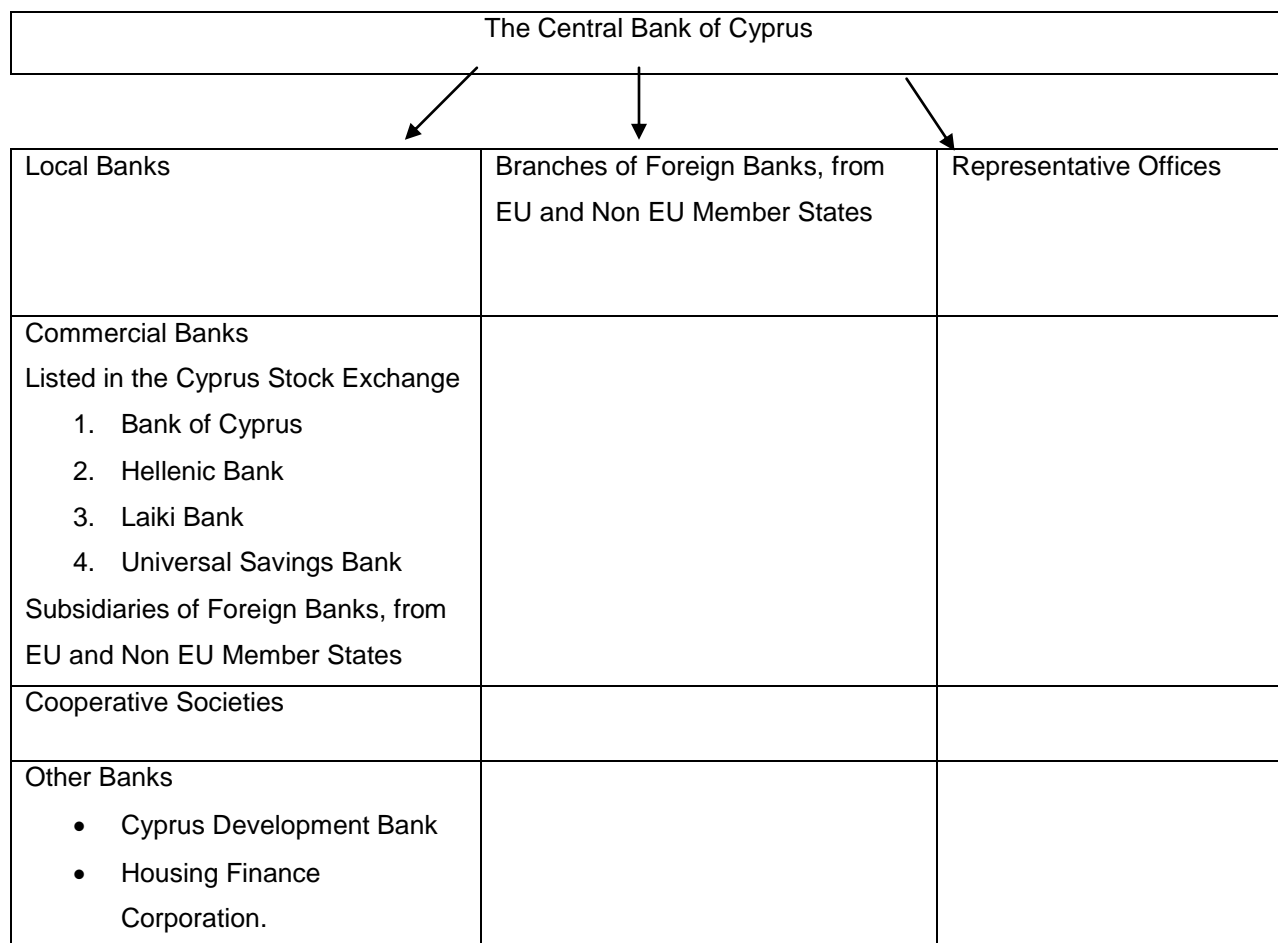 The Central Bank of Cyprus
Local Banks
Branches of Foreign Banks, from
EU and Non EU Member States
Representative Offices
Commercial Banks
Listed in the Cyprus Stock Exchange
1. Bank of Cyprus
2. Hellenic Bank
3. Laiki Bank
4. Universal Savings Bank
Subsidiaries of Foreign Banks, from
EU and Non EU Member States
Cooperative Societies
Other Banks
• Cyprus Development Bank
• Housing Finance
Corporation.